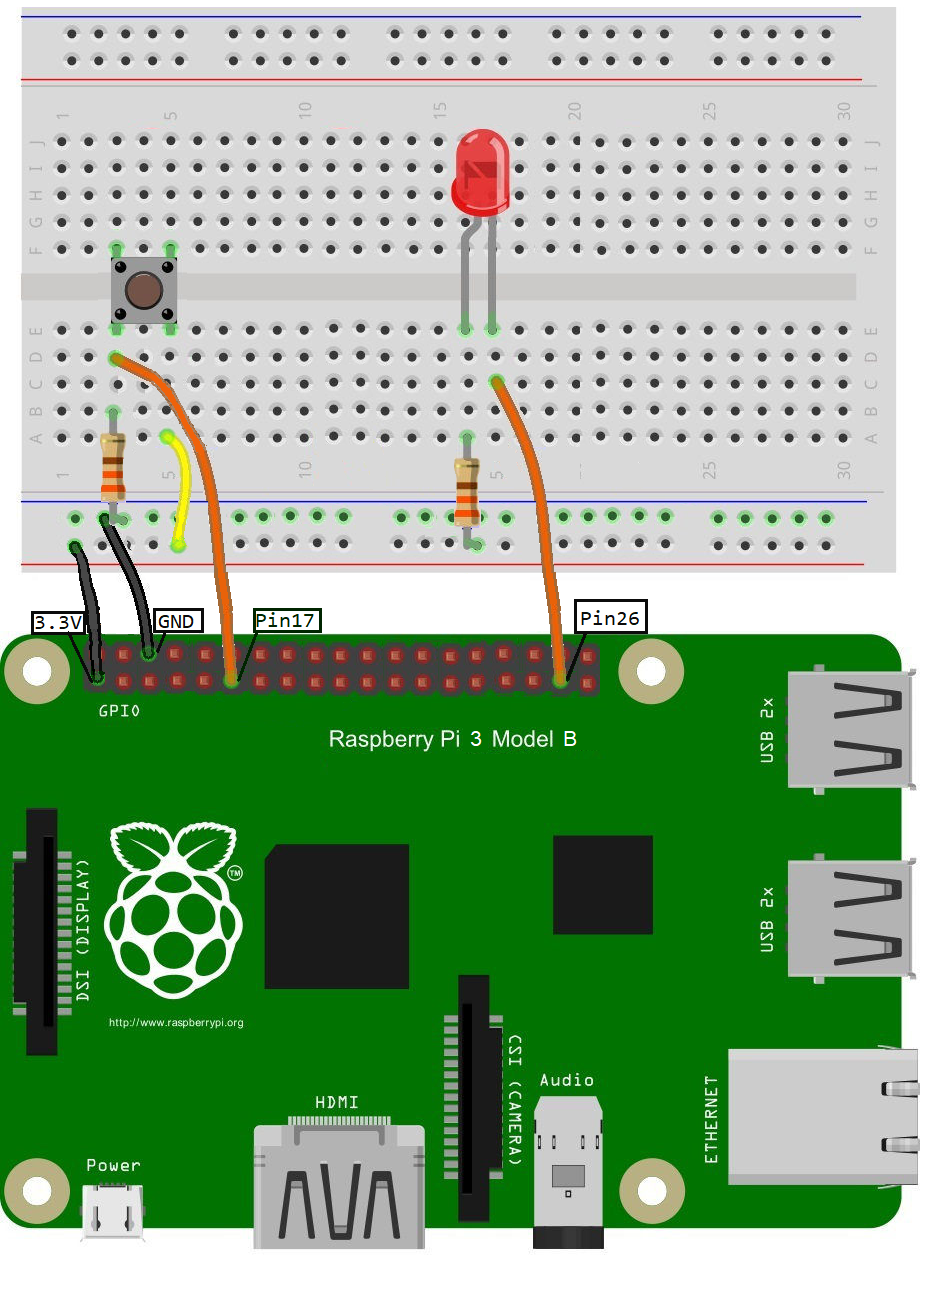 1 5 10 15 20 25 30
J J
I I
H H
G G
F F
E E
D D
C C
B B
A A
1 5 10 5 25 30
3.3V GND Pin17 Pin26
GPIO
Raspberry Pi 3 Model B
USB 2x
DSI (DISPLAY)
TM
USB 2x
http://www.raspberrypi.org
CSI (CAMERA)
Audio
ETHERNET
HDMI
Power